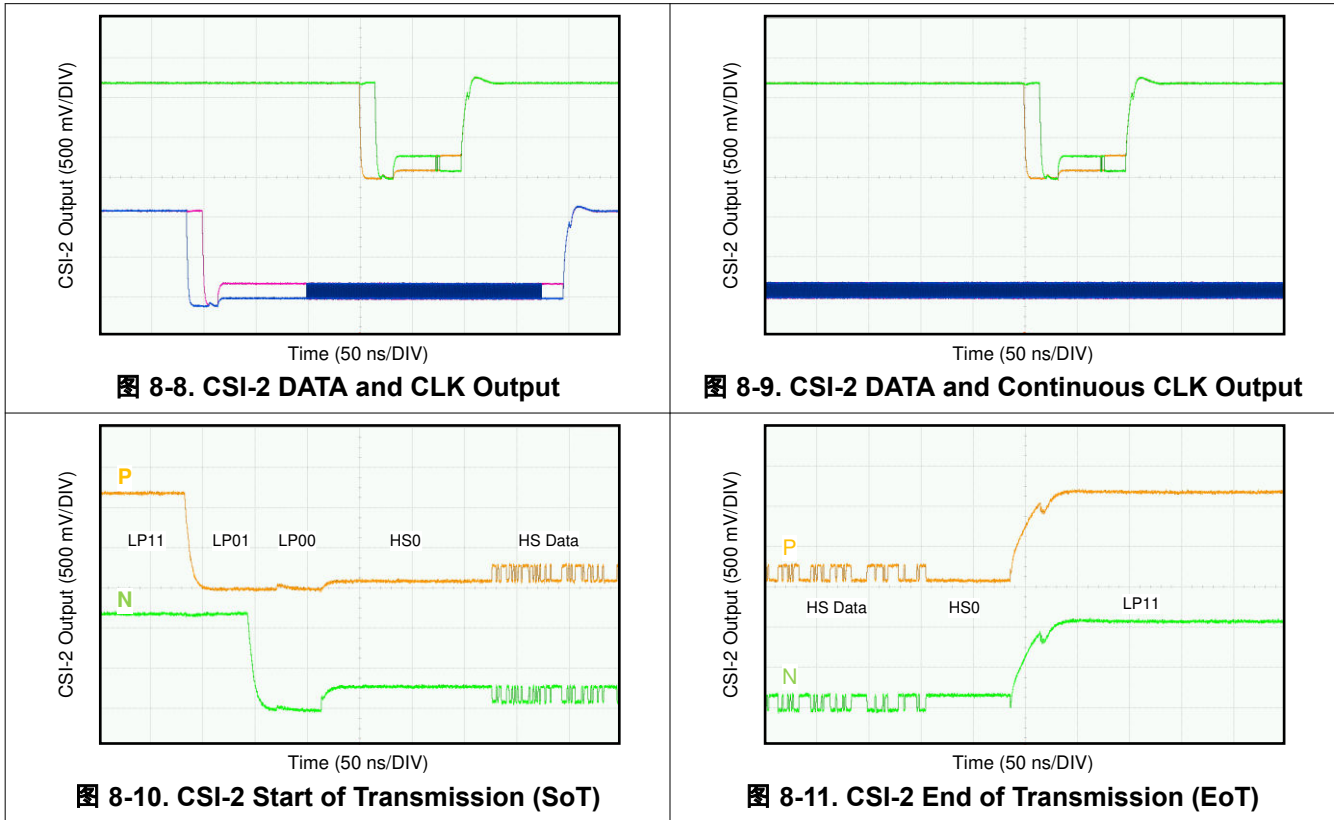 CSI-2 Output (500 mV/DIV)
Time (50 ns/DIV)
图 8-8. CSI-2 DATA and CLK Output
CSI-2 Output (500 mV/DIV)
Time (50 ns/DIV)
图 8-9. CSI-2 DATA and Continuous CLK Output
CSI-2 Output (500 mV/DIV)
P
LP11 LP01 LP00 HS0 HS Data
N
Time (50 ns/DIV)
图 8-10. CSI-2 Start of Transmission (SoT)
CSI-2 Output (500 mV/DIV)
P
HS Data HS0 LP11
N
Time (50 ns/DIV)
图 8-11. CSI-2 End of Transmission (EoT)